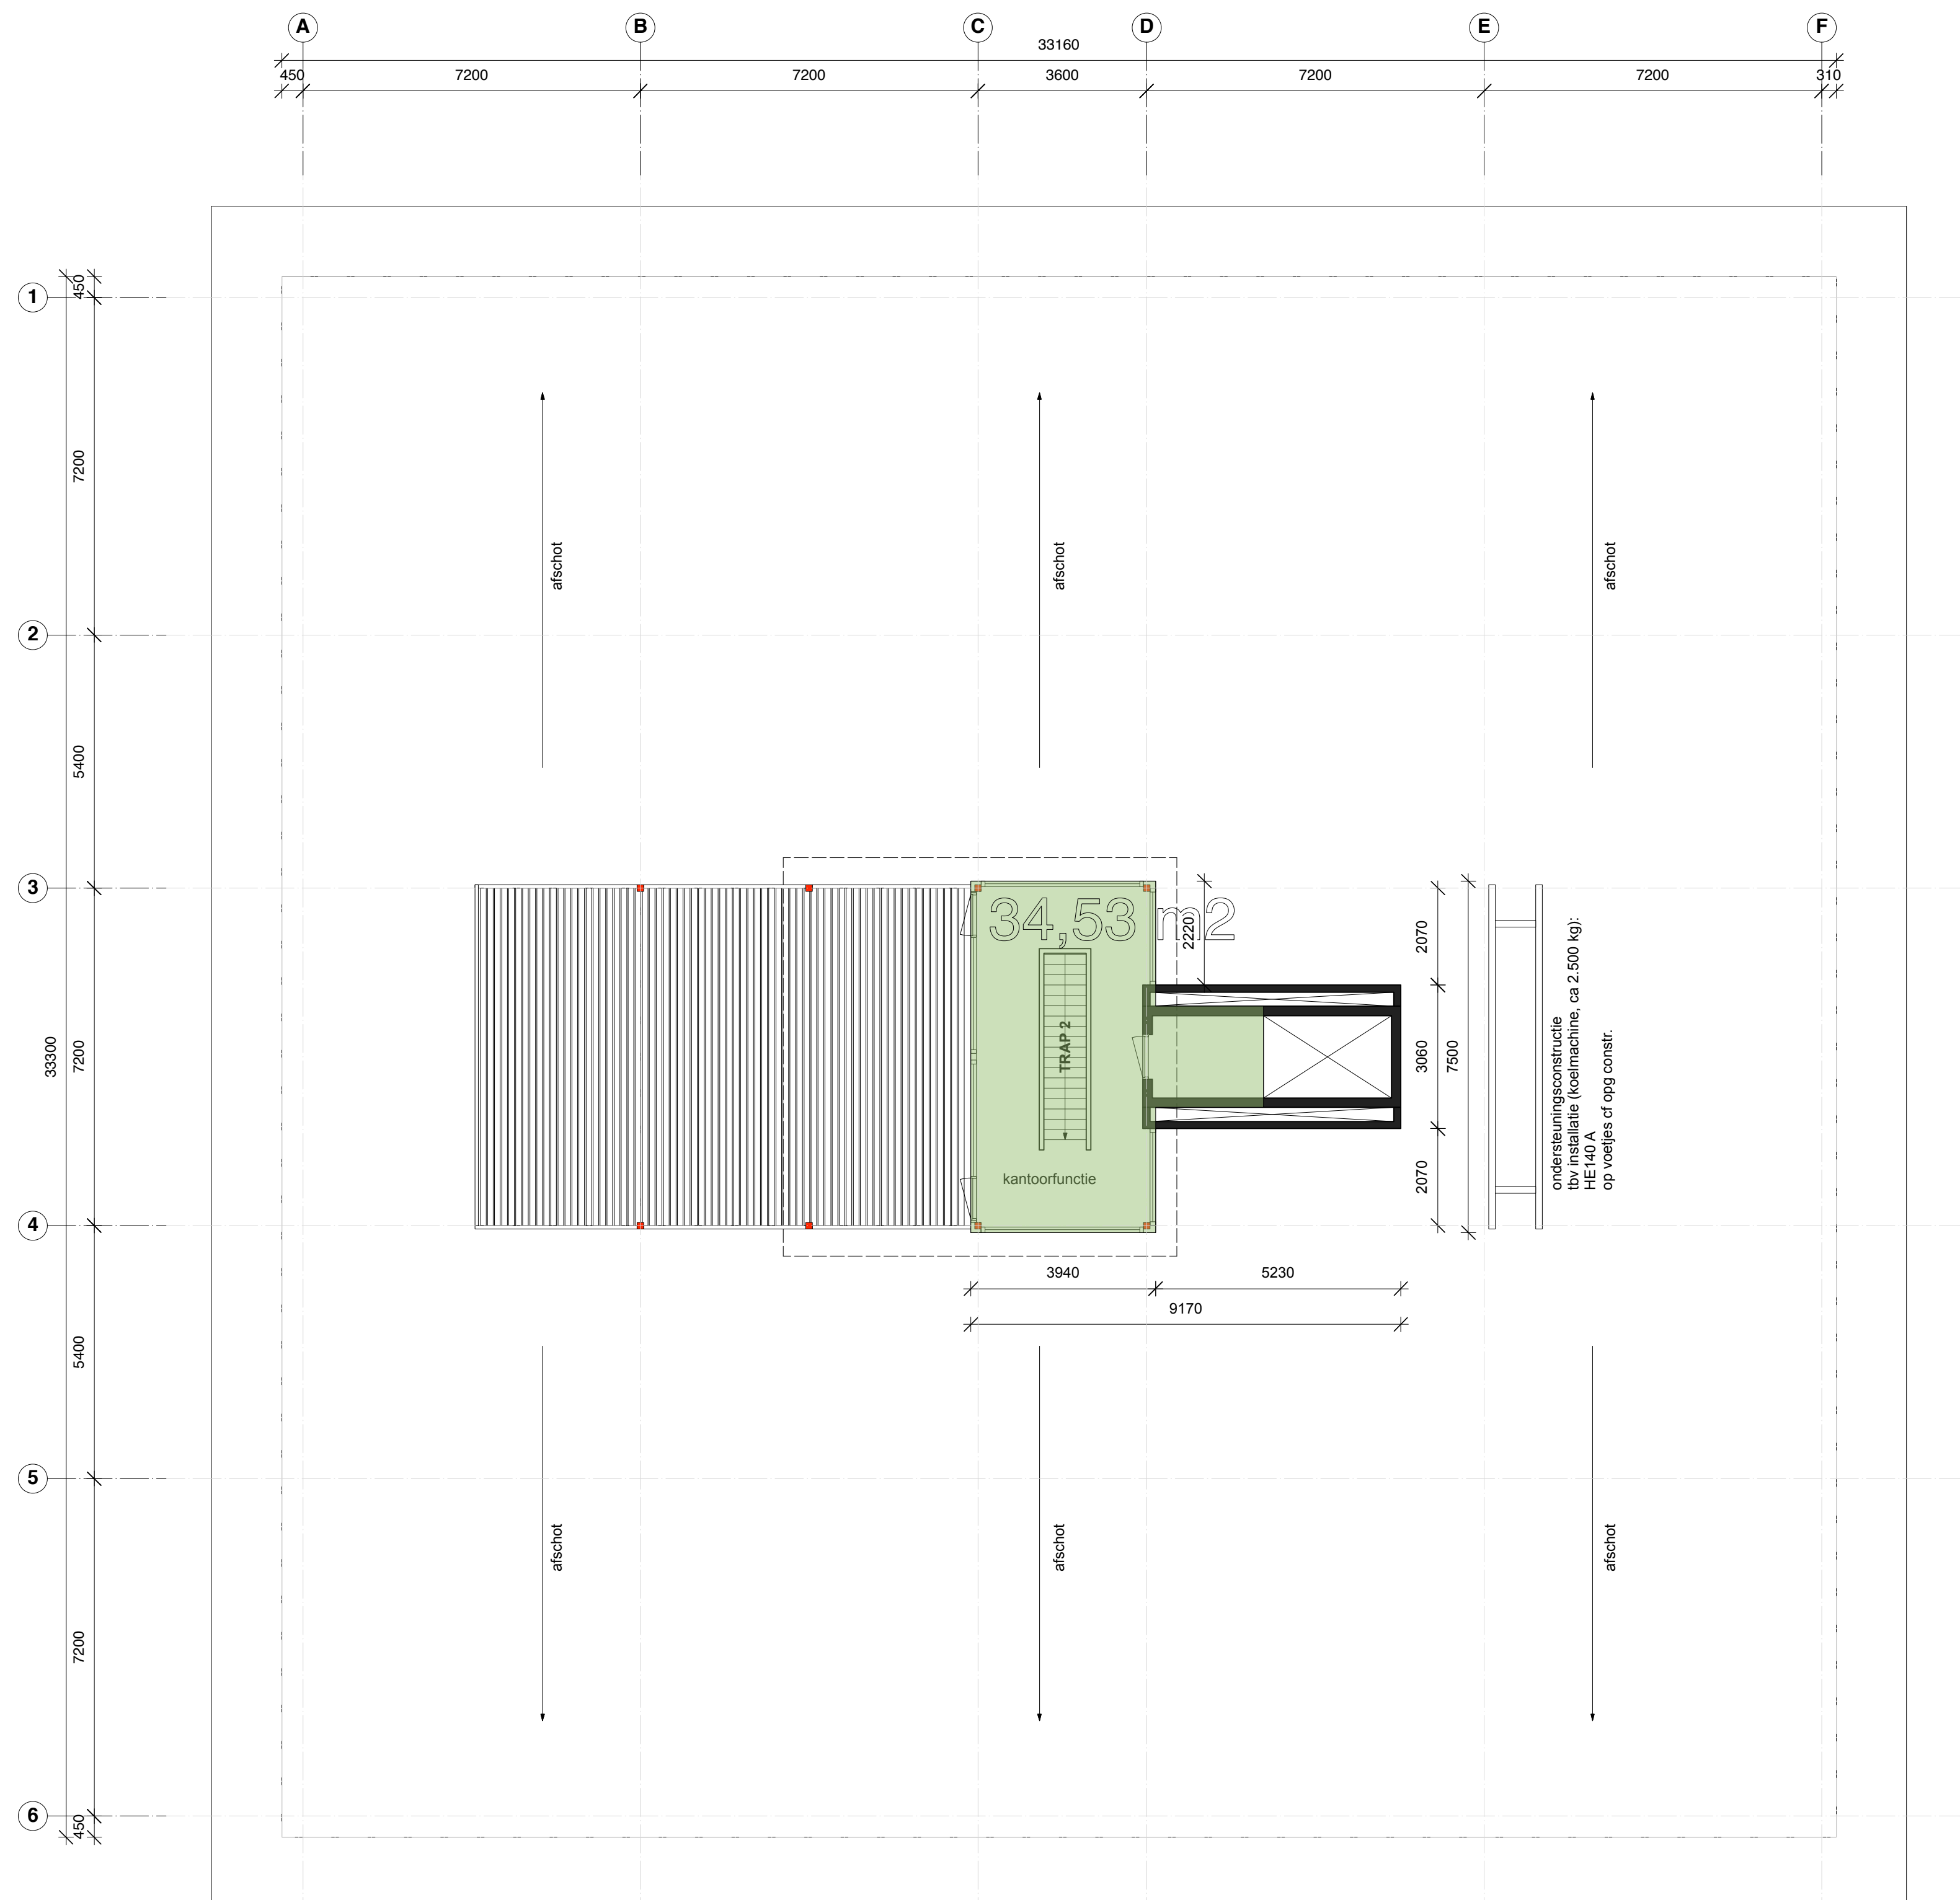 A B C D E F
33160
450 7200 7200 3600 7200 7200 310
1
2
3
4
5
6
33300
450
7200
5400
7200
5400
7200
450
afschot
afschot
afschot
34,53 m2
2220
TRAP 2
kantoorfunctie
2070
3060
2070
7500
ondersteuningsconstructie
tbv installatie (koelmachine, ca 2.500 kg):
HE140 A
op voetjes cf opg constr.
3940 5230
9170
afschot
afschot
afschot